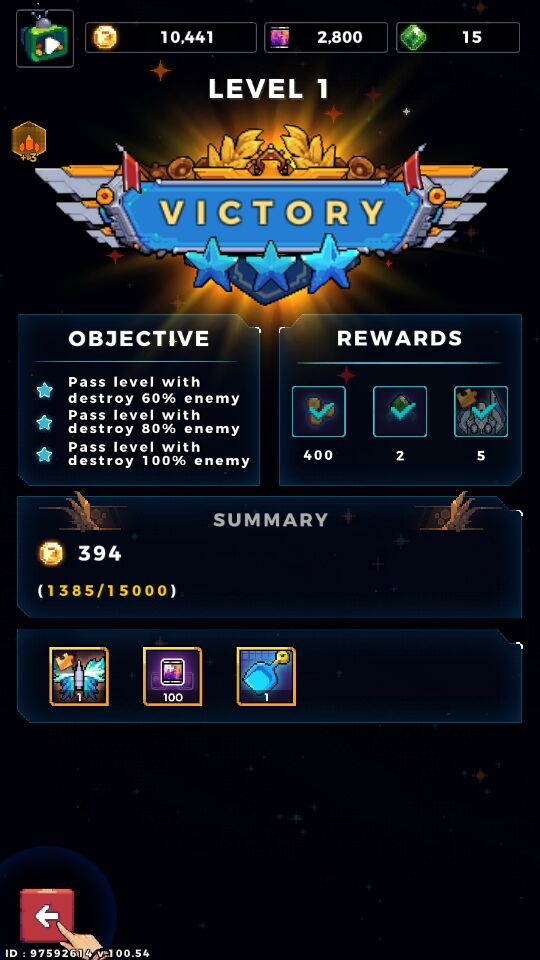 10,441
2,800
15
LEVEL 1
+3
VICTORY
OBJECTIVE
Pass level with
destroy 60% enemy
Pass level with
destroy 80% enemy
Pass level with
destroy 100% enemy
REWARDS
400
2
5
SUMMARY
394
(1385/15000)
1
100
1
ID : 97592614 v.100.54